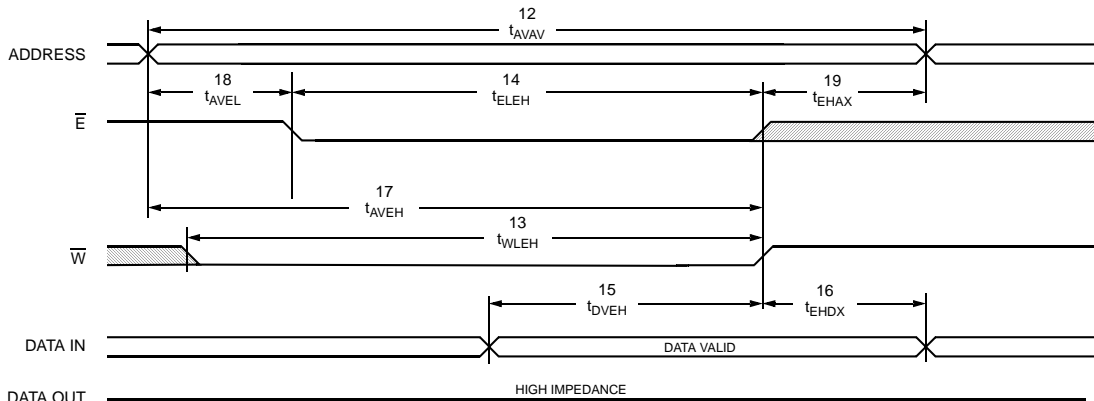 12
tAVAV
ADDRESS
18
tAVEL
14
tELEH
19
tEHAX
E
17
tAVEH
13
tWLEH
W
15
tDVEH
16
tEHDX
DATA IN
DATA VALID
HIGH IMPEDANCE
DATA OUT